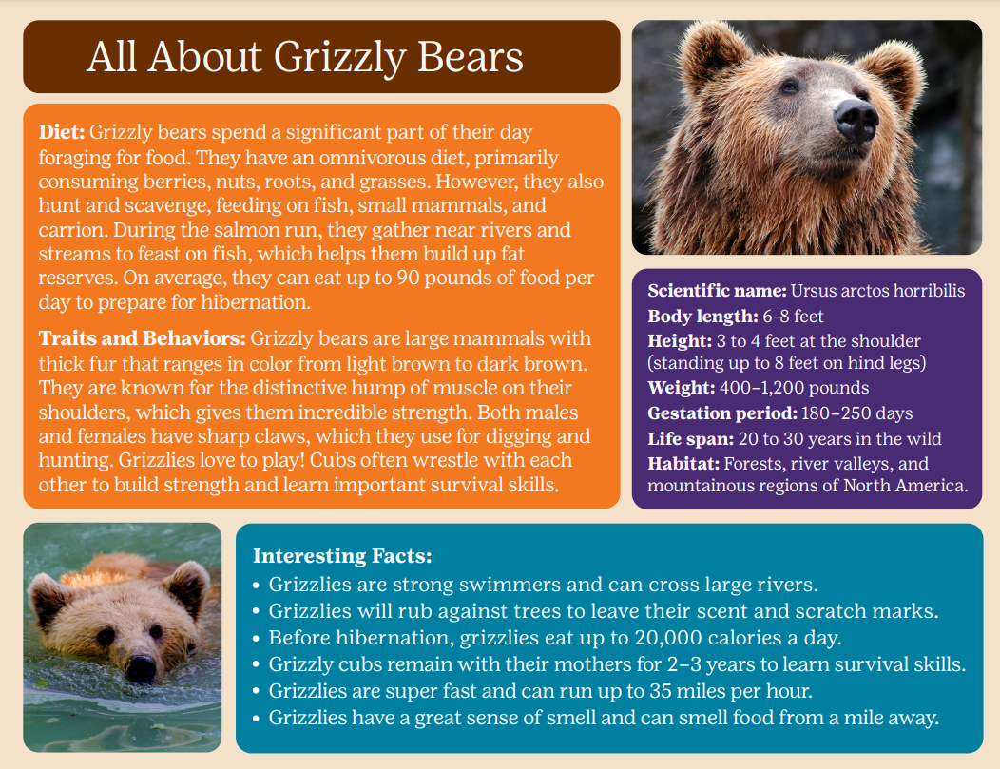 All About Grizzly Bears
Diet: Grizzly bears spend a significant part of their day
foraging for food. They have an omnivorous diet, primarily
consuming berries, nuts, roots, and grasses. However, they also
hunt and scavenge, feeding on fish, small mammals, and
carrion. During the salmon run, they gather near rivers and
streams to feast on fish, which helps them build up fat
reserves. On average, they can eat up to 90 pounds of food per
day to prepare for hibernation.
Traits and Behaviors: Grizzly bears are large mammals with
thick fur that ranges in color from light brown to dark brown.
They are known for the distinctive hump of muscle on their
shoulders, which gives them incredible strength. Both males
and females have sharp claws, which they use for digging and
hunting. Grizzlies love to play! Cubs often wrestle with each
other to build strength and learn important survival skills.
Scientific name: Ursus arctos horribilis
Body length: 6-8 feet
Height: 3 to 4 feet at the shoulder
(standing up to 8 feet on hind legs)
Weight: 400–1,200 pounds
Gestation period: 180–250 days
Life span: 20 to 30 years in the wild
Habitat: Forests, river valleys, and
mountainous regions of North America.
Interesting Facts:
• Grizzlies are strong swimmers and can cross large rivers.
• Grizzlies will rub against trees to leave their scent and scratch marks.
• Before hibernation, grizzlies eat up to 20,000 calories a day.
• Grizzly cubs remain with their mothers for 2–3 years to learn survival skills.
• Grizzlies are super fast and can run up to 35 miles per hour.
• Grizzlies have a great sense of smell and can smell food from a mile away.